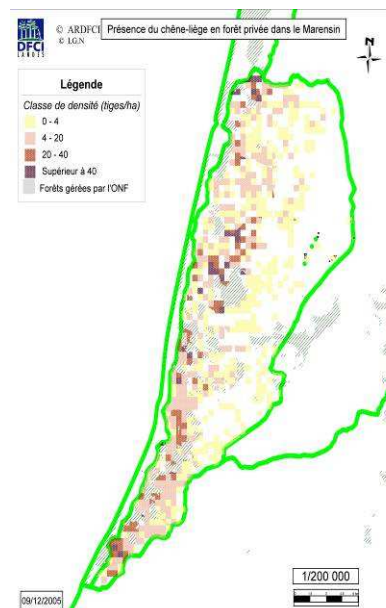 DFCI
LANDES
© ARDFCI
© I.G.N
Présence du chêne-liège en forêt privée dans le Marensin
N
Légende
Classe de densité (tiges/ha)
0 - 4
4 - 20
20 - 40
Supérieur à 40
Forêts gérées par l'ONF
09/12/2005
1/200 000